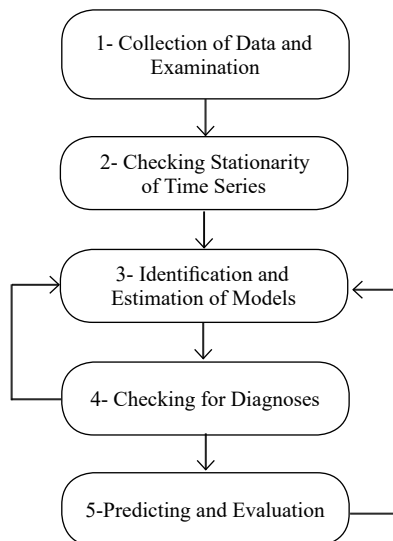 1- Collection of Data and
Examination
2- Checking Stationarity
of Time Series
3- Identification and
Estimation of Models
4- Checking for Diagnoses
5-Predicting and Evaluation